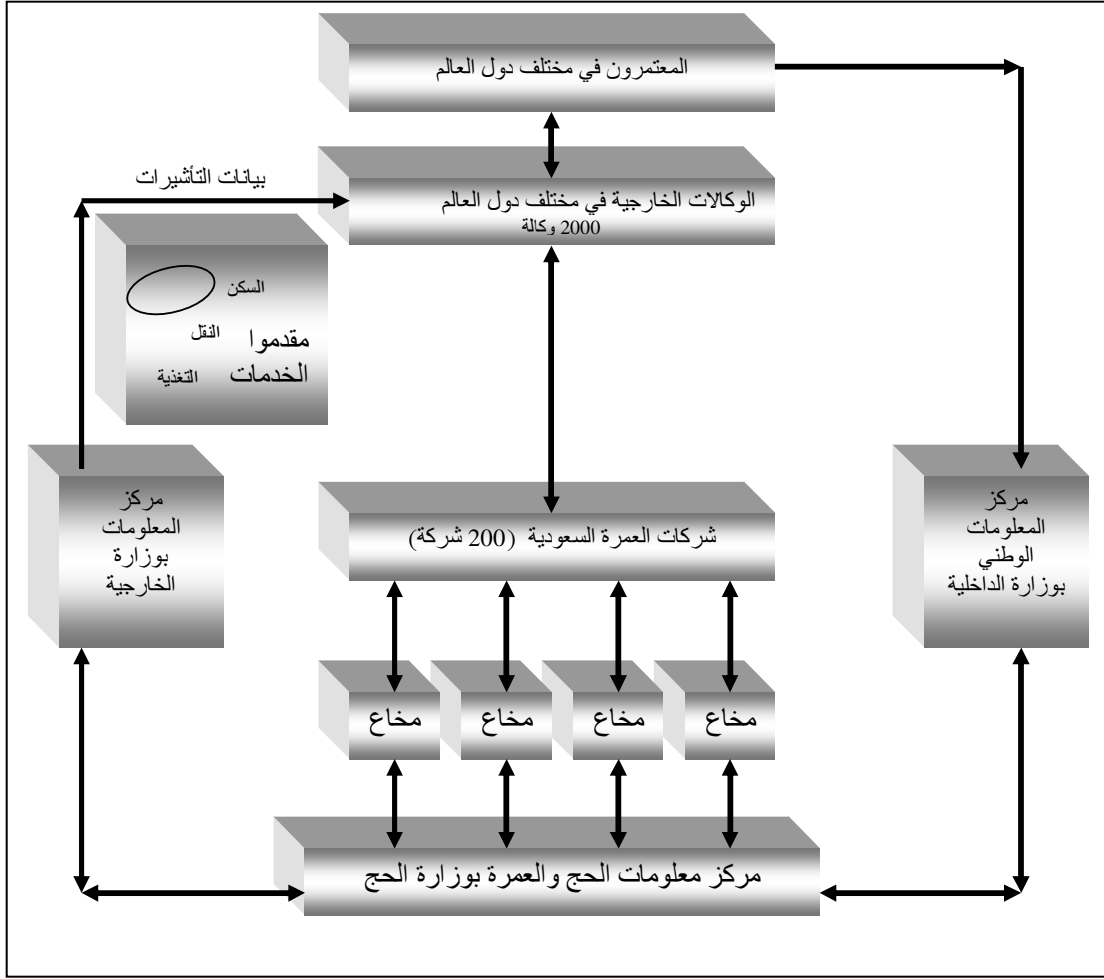 المعتمرون في مختلف دول العالم
الوكالات الخارجية في مختلف دول العالم
2000 وكالة
بيانات التأشيرات
السكن
النقل
التغذية
مقدموا
الخدمات
مركز
المعلومات
الوطني
بوزارة الداخلية
مركز
المعلومات
بوزارة
الخارجية
شركات العمرة السعودية (200 شركة)
مخاع
مخاع
مخاع
مخاع
مركز معلومات الحج والعمرة بوزارة الحج